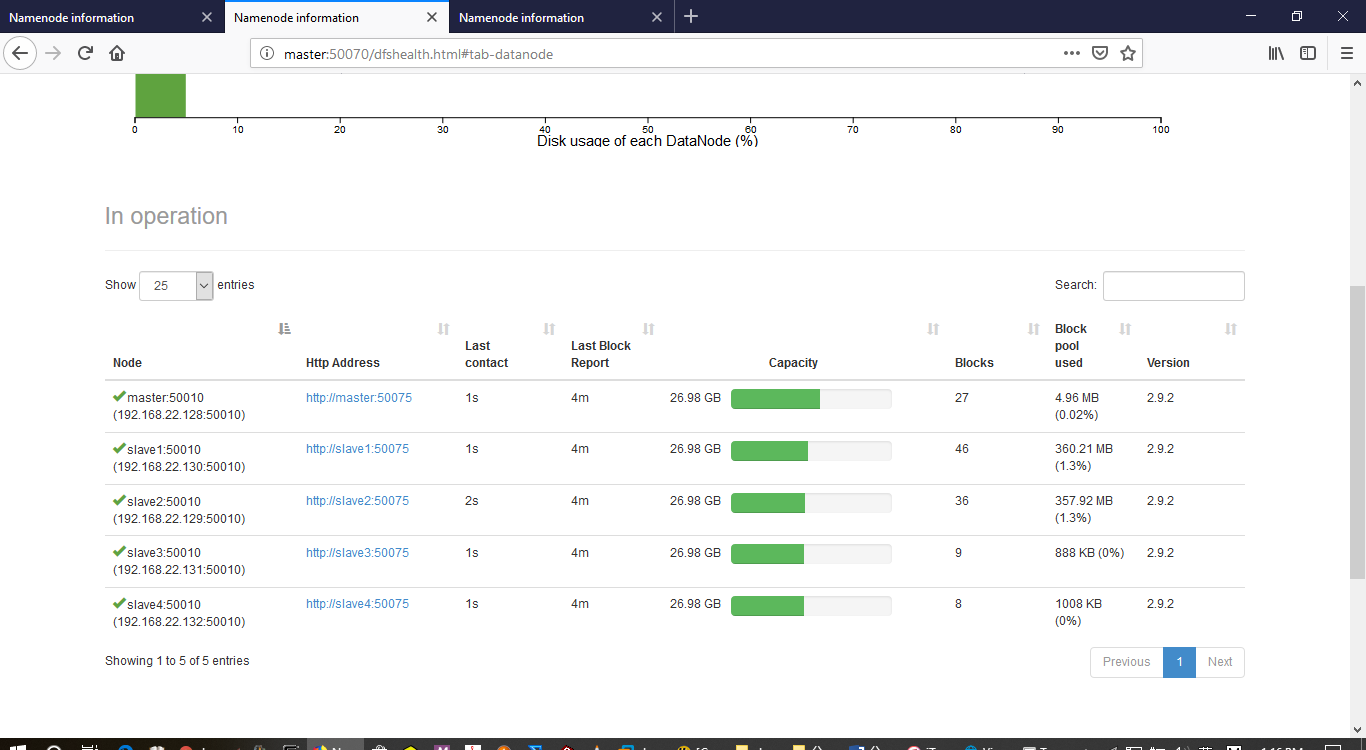 Namenode information
Namenode information
Namenode information
master:50070/dfshealth.html#tab-datanode
0 10 20 30 40 50 60 70 80 90 100
Disk usage of each DataNode (%)
In operation
Show 25 entries
Search:
Node Http Address Last contact Last Block Report Capacity Blocks Block pool used Version
master:50010 http://master:50075 1s 4m 26.98 GB 27 4.96 MB 2.9.2
(192.168.22.128:50010) (0.02%)
slave1:50010 http://slave1:50075 1s 4m 26.98 GB 46 360.21 MB 2.9.2
(192.168.22.130:50010) (1.3%)
slave2:50010 http://slave2:50075 2s 4m 26.98 GB 36 357.92 MB 2.9.2
(192.168.22.129:50010) (1.3%)
slave3:50010 http://slave3:50075 1s 4m 26.98 GB 9 888 KB (0%) 2.9.2
(192.168.22.131:50010)
slave4:50010 http://slave4:50075 1s 4m 26.98 GB 8 1008 KB 2.9.2
(192.168.22.132:50010) (0%)
Showing 1 to 5 of 5 entries
Previous 1 Next